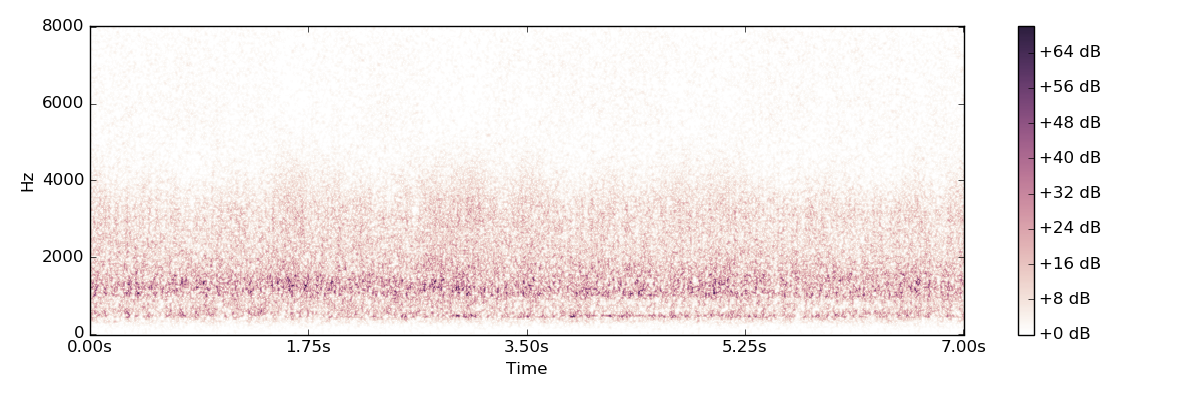 8000
6000
4000
2000
0
Hz
0.00s 1.75s 3.50s 5.25s 7.00s
Time
+64 dB
+56 dB
+48 dB
+40 dB
+32 dB
+24 dB
+16 dB
+8 dB
+0 dB